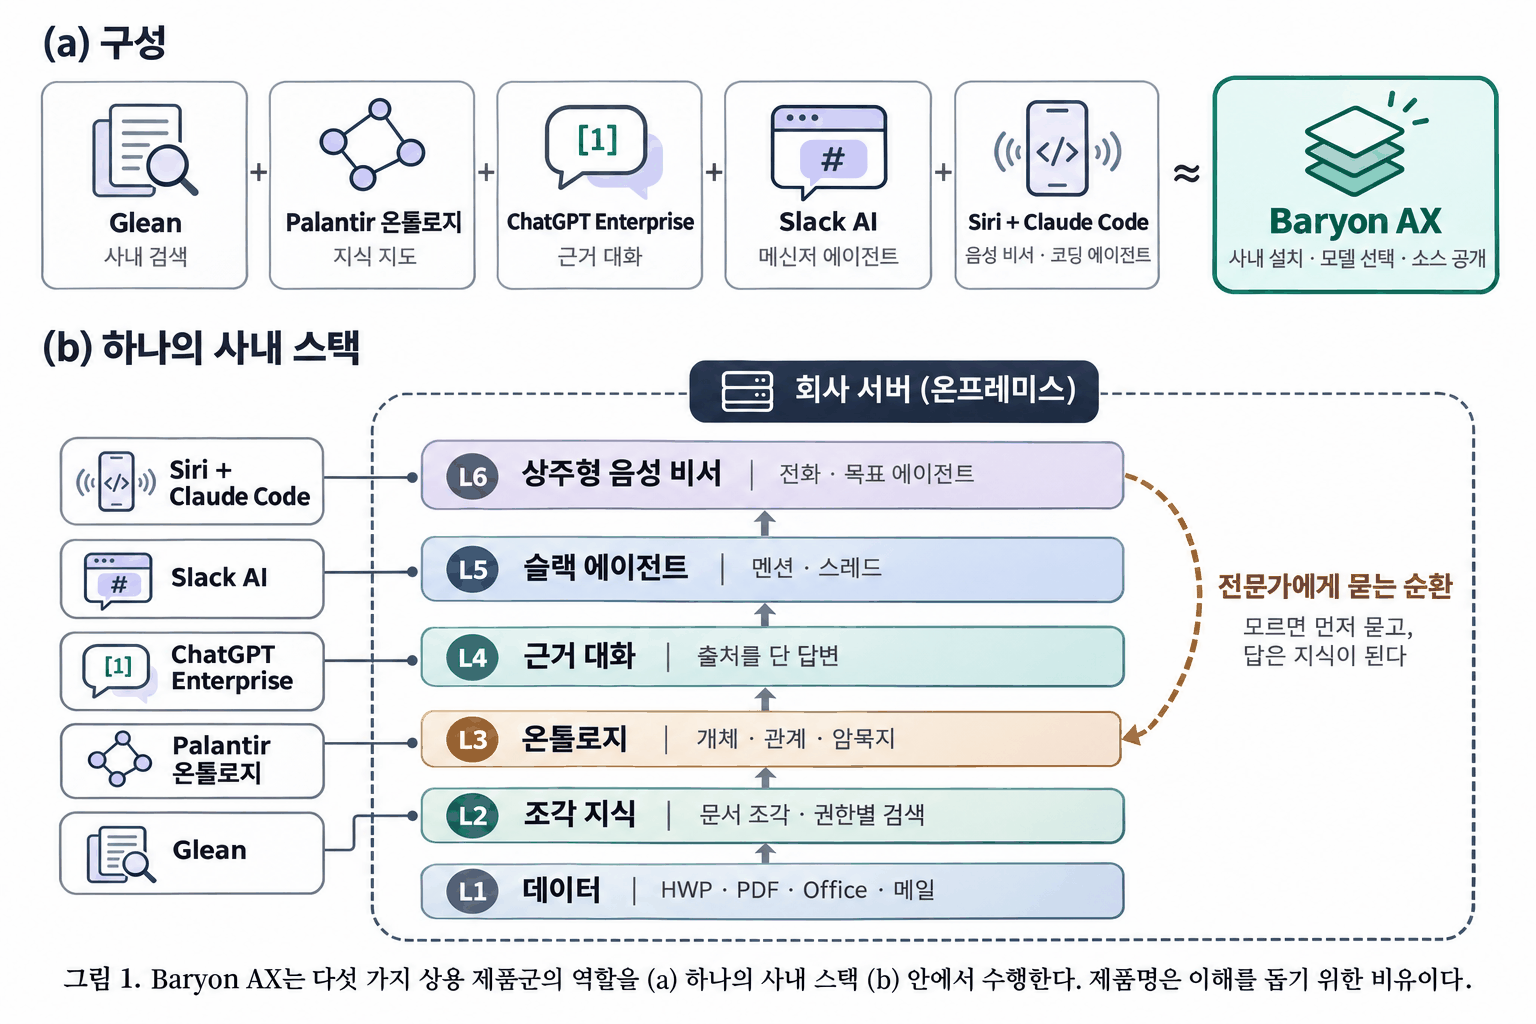 (a) 구성
[1]
#
</>
+
+
+
+
≈
Glean
사내 검색
Palantir 온톨로지
지식 지도
ChatGPT Enterprise
근거 대화
Slack AI
메신저 에이전트
Siri + Claude Code
음성 비서 · 코딩 에이전트
Baryon AX
사내 설치 · 모델 선택 · 소스 공개
(b) 하나의 사내 스택
회사 서버 (온프레미스)
</>
Siri +
Claude Code
L6 상주형 음성 비서 | 전화 · 목표 에이전트
#
Slack AI
L5 슬랙 에이전트 | 멘션 · 스레드
[1]
ChatGPT
Enterprise
L4 근거 대화 | 출처를 단 답변
Palantir
온톨로지
L3 온톨로지 | 개체 · 관계 · 암묵지
Glean
L2 조각 지식 | 문서 조각 · 권한별 검색
L1 데이터 | HWP · PDF · Office · 메일
전문가에게 묻는 순환
모르면 먼저 묻고,
답은 지식이 된다
그림 1. Baryon AX는 다섯 가지 상용 제품군의 역할을 (a) 하나의 사내 스택 (b) 안에서 수행한다. 제품명은 이해를 돕기 위한 비유이다.